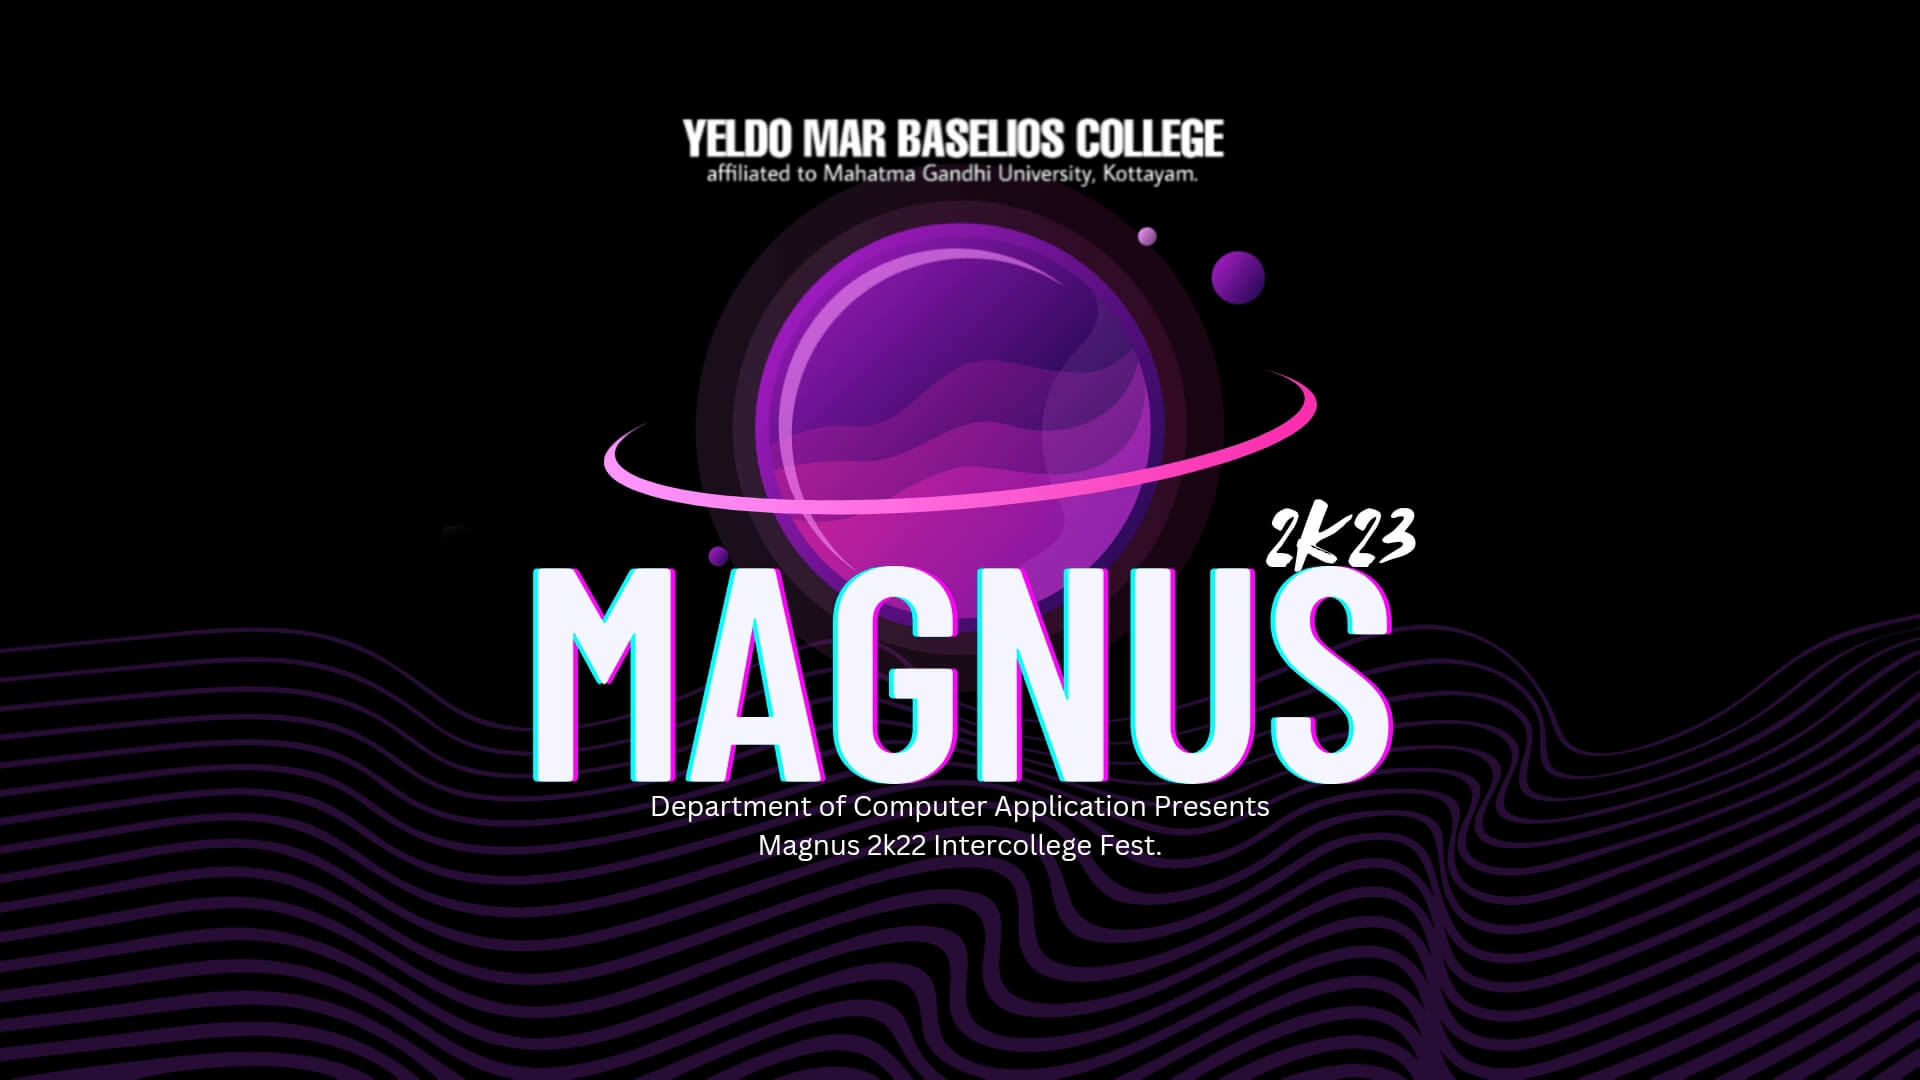 YELDO MAR BASELIOS COLLEGE
affiliated to Mahatma Gandhi University, Kottayam.
2K23
MAGNUS
Department of Computer Application Presents
Magnus 2k22 Intercollege Fest.